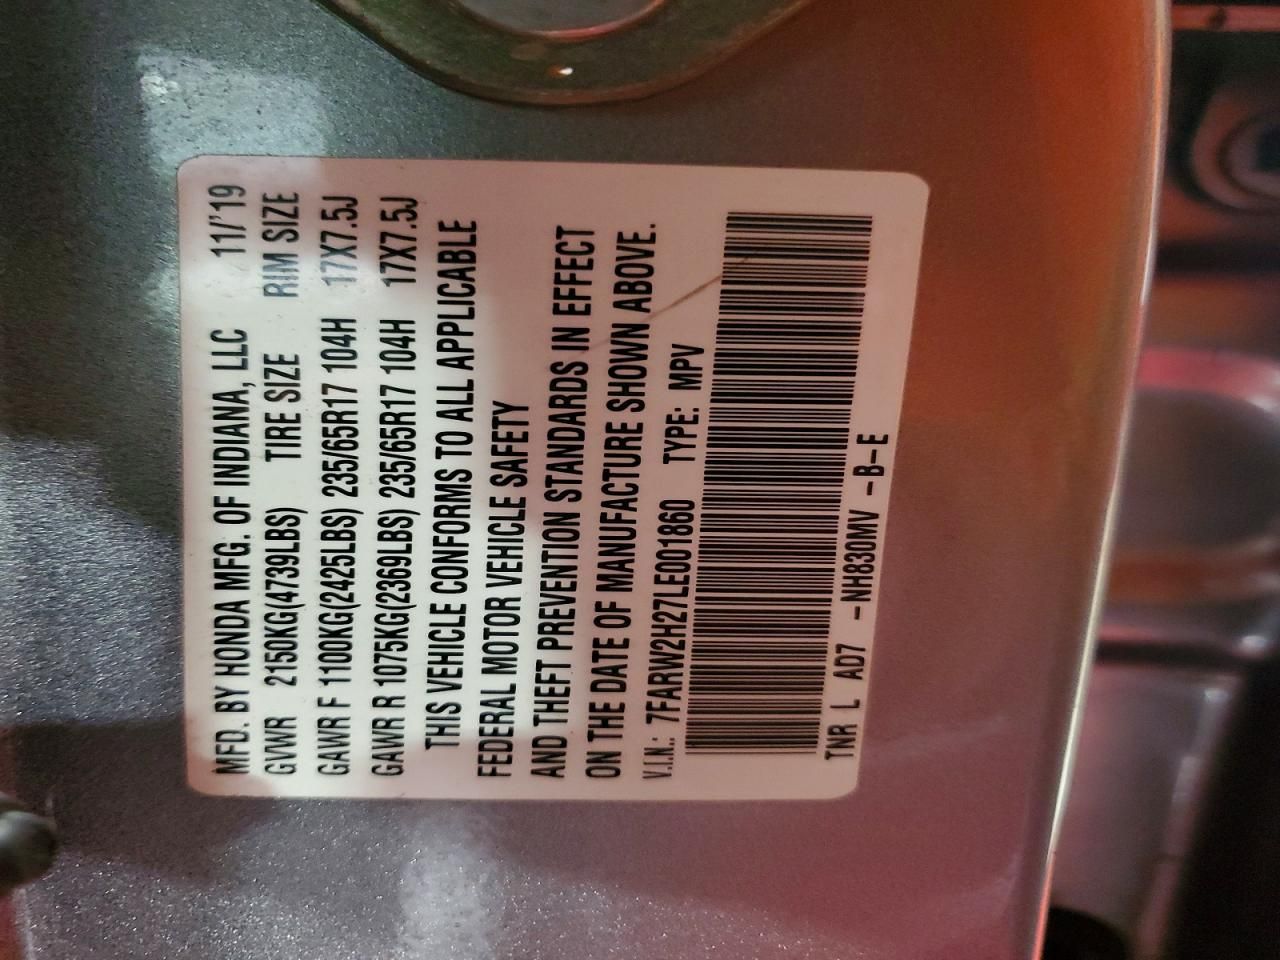 MFD. BY HONDA MFG. OF INDIANA, LLC 11/'19
GVWR 2150KG(4739LBS) TIRE SIZE RIM SIZE
GAWR F 1100KG(2425LBS) 235/65R17 104H 17X7.5J
GAWR R 1075KG(2369LBS) 235/65R17 104H 17X7.5J
THIS VEHICLE CONFORMS TO ALL APPLICABLE
FEDERAL MOTOR VEHICLE SAFETY
AND THEFT PREVENTION STANDARDS IN EFFECT
ON THE DATE OF MANUFACTURE SHOWN ABOVE.
V.I.N.: 7FARW2H27LE001860 TYPE: MPV
TNR L AD7 -NH830MV -B-E